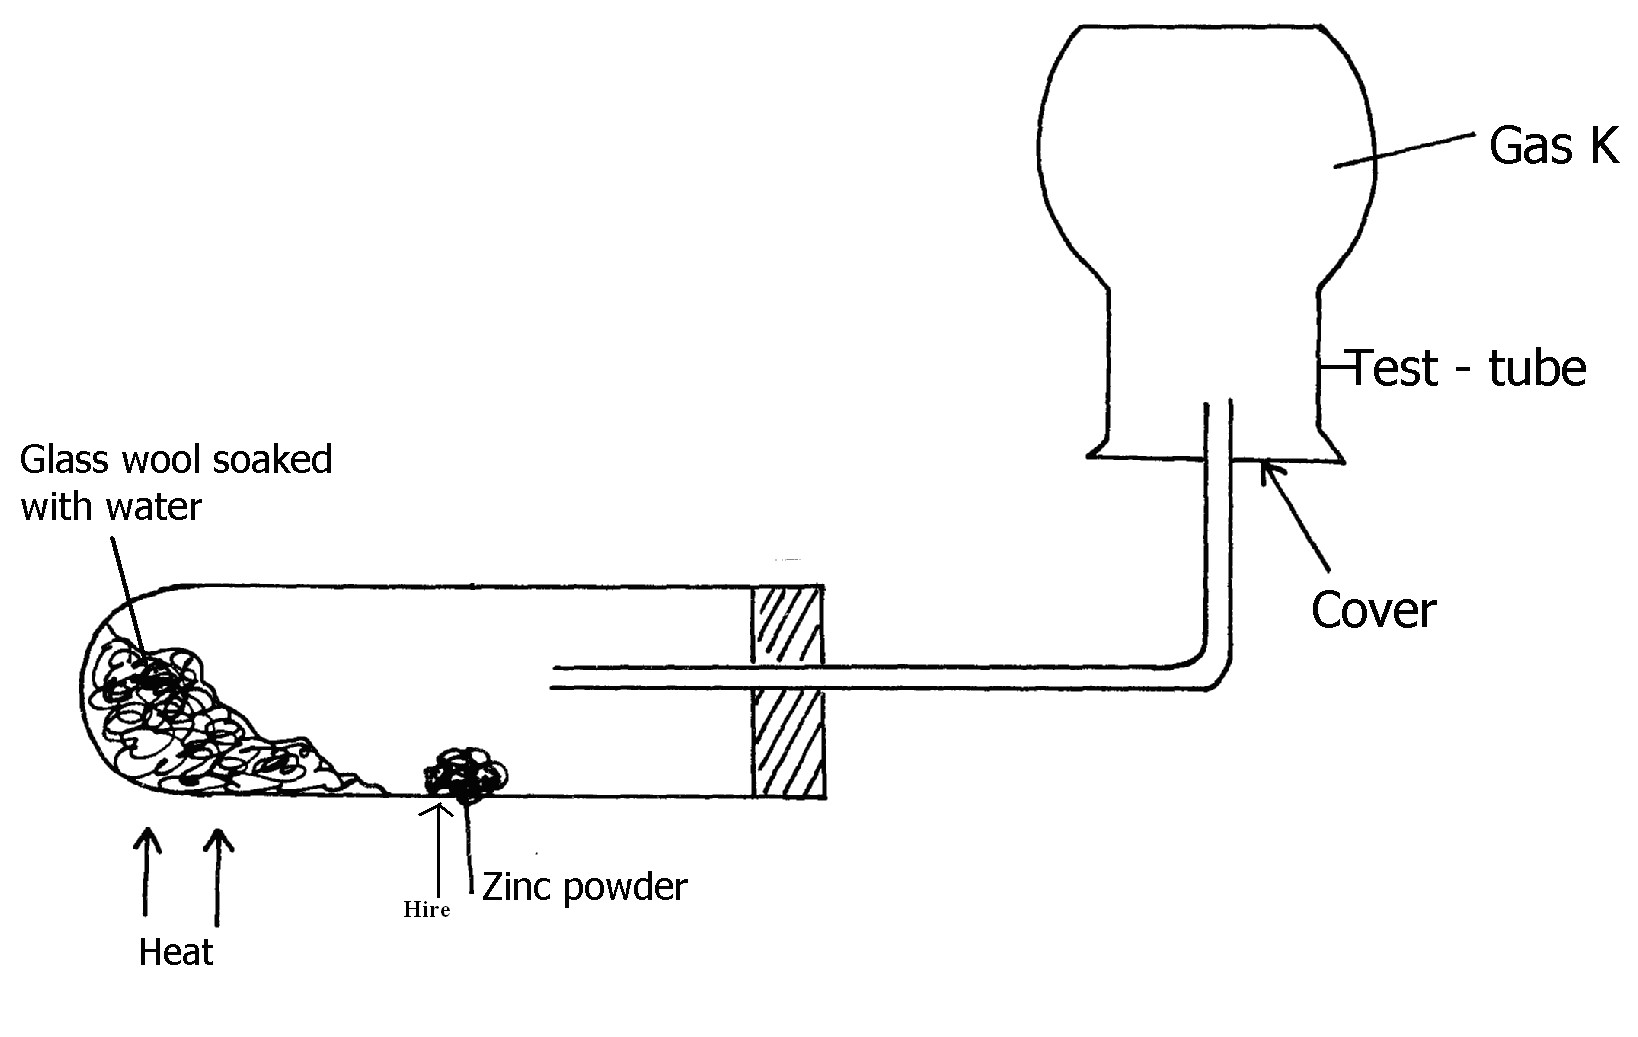 Gas K
Test - tube
Glass wool soaked
with water
Cover
Zinc powder
Hire
Heat